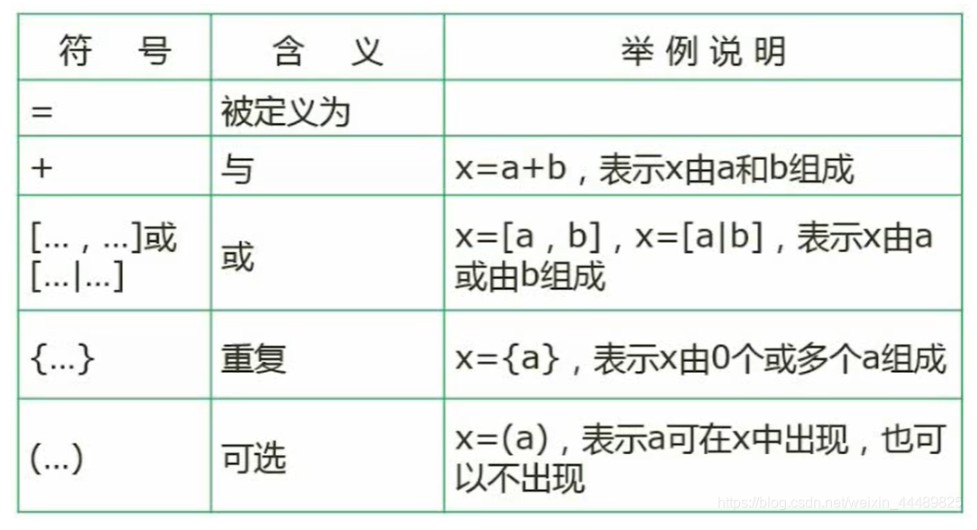 符 号 含 义 举 例 说 明
= 被定义为
+ 与 x=a+b，表示x由a和b组成
[... , ...]或
[...|...]
或
x=[a , b] , x=[a|b]，表示x由a
或由b组成
{...} 重复 x={a}，表示x由0个或多个a组成
(...) 可选
x=(a)，表示a可在x中出现，也可
以不出现
https://blog.csdn.net/weixin_44489825